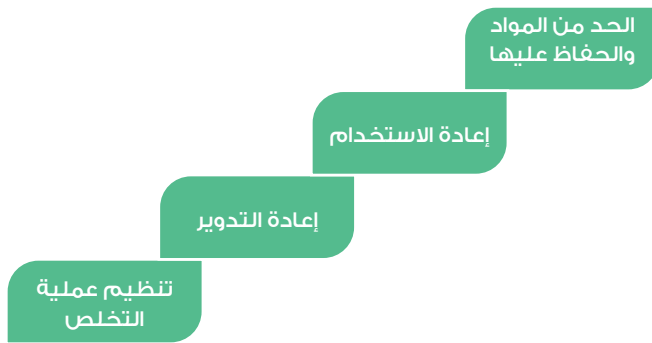 الحد من المواد
والحفاظ عليها
إعادة الاستخدام
إعادة التدوير
تنظيم عملية
التخلص